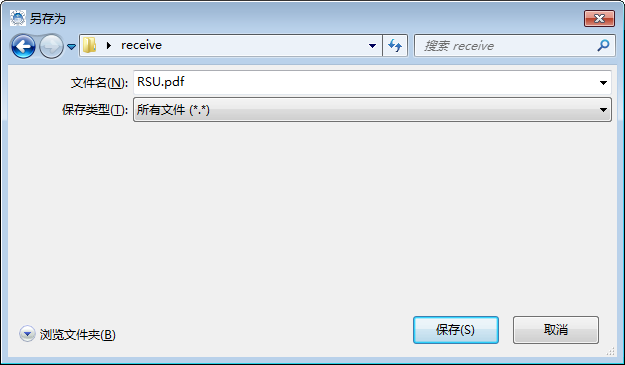 另存为
receive
搜索 receive
文件名(N): RSU.pdf
保存类型(T): 所有文件 (*.*)
浏览文件夹(B)
保存(S)
取消